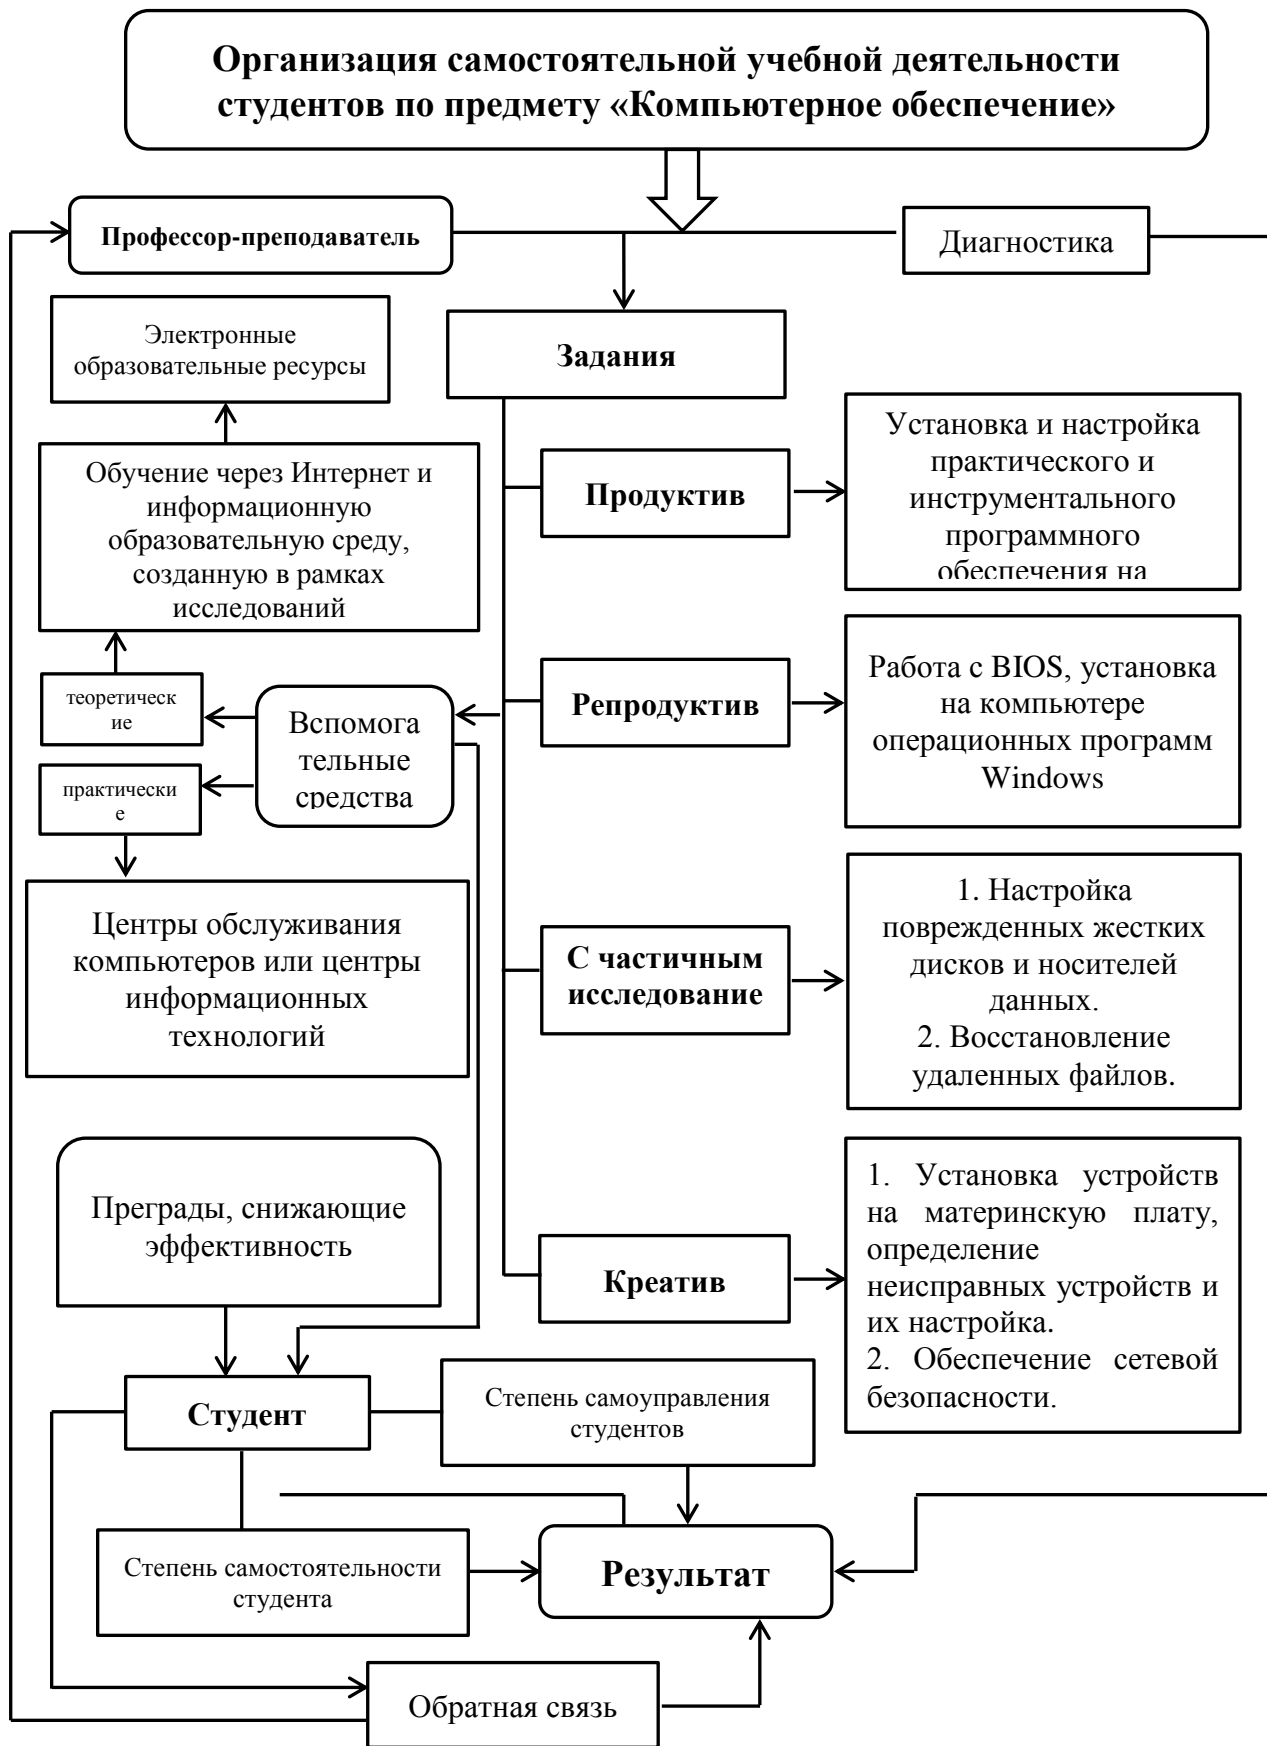 Организация самостоятельной учебной деятельности
студентов по предмету «Компьютерное обеспечение»
Профессор-преподаватель
Диагностика
Электронные
образовательные ресурсы
Задания
Обучение через Интернет и
информационную
образовательную среду,
созданную в рамках
исследований
Продуктив
Установка и настройка
практического и
инструментального
программного
обеспечения на
теоретическ
ие
практически
е
Вспомога
тельные
средства
Репродуктив
Работа с BIOS, установка
на компьютере
операционных программ
Windows
Центры обслуживания
компьютеров или центры
информационных
технологий
С частичным
исследование
1. Настройка
поврежденных жестких
дисков и носителей
данных.
2. Восстановление
удаленных файлов.
Преграды, снижающие
эффективность
Креатив
1. Установка устройств
на материнскую плату,
определение
неисправных устройств и
их настройка.
2. Обеспечение сетевой
безопасности.
Студент
Степень самоуправления
студентов
Степень самостоятельности
студента
Результат
Обратная связь